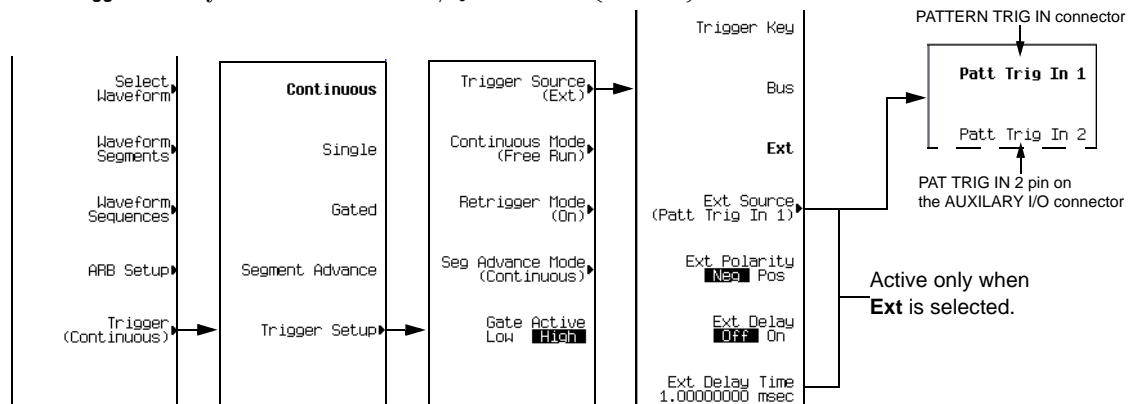 PATTERN TRIG IN connector
Patt Trig In 1
Patt Trig In 2
PAT TRIG IN 2 pin on
the AUXILARY I/O connector
Select
Waveform
Waveform
Segments
Waveform
Sequences
ARB Setup
Trigger
(Continuous)
Continuous
Single
Gated
Segment Advance
Trigger Setup
Trigger Source
(Ext)
Continuous Mode
(Free Run)
Retrigger Mode
(On)
Seg Advance Mode
(Continuous)
Gate Active
Low High
Trigger Key
Bus
Ext
Ext Source
(Patt Trig In 1)
Ext Polarity
Neg Pos
Ext Delay
Off On
Ext Delay Time
1.00000000 msec
Active only when
Ext is selected.